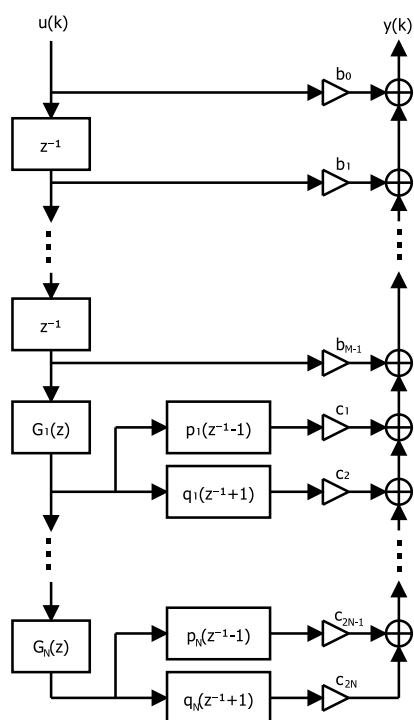 u(k) y(k)
b₀
z⁻¹
b₁
z⁻¹
b_{M-1}
G₁(z)
p₁(z⁻¹-1)
c₁
q₁(z⁻¹+1)
c₂
G_N(z)
p_N(z⁻¹-1)
c_{2N-1}
q_N(z⁻¹+1)
c_{2N}